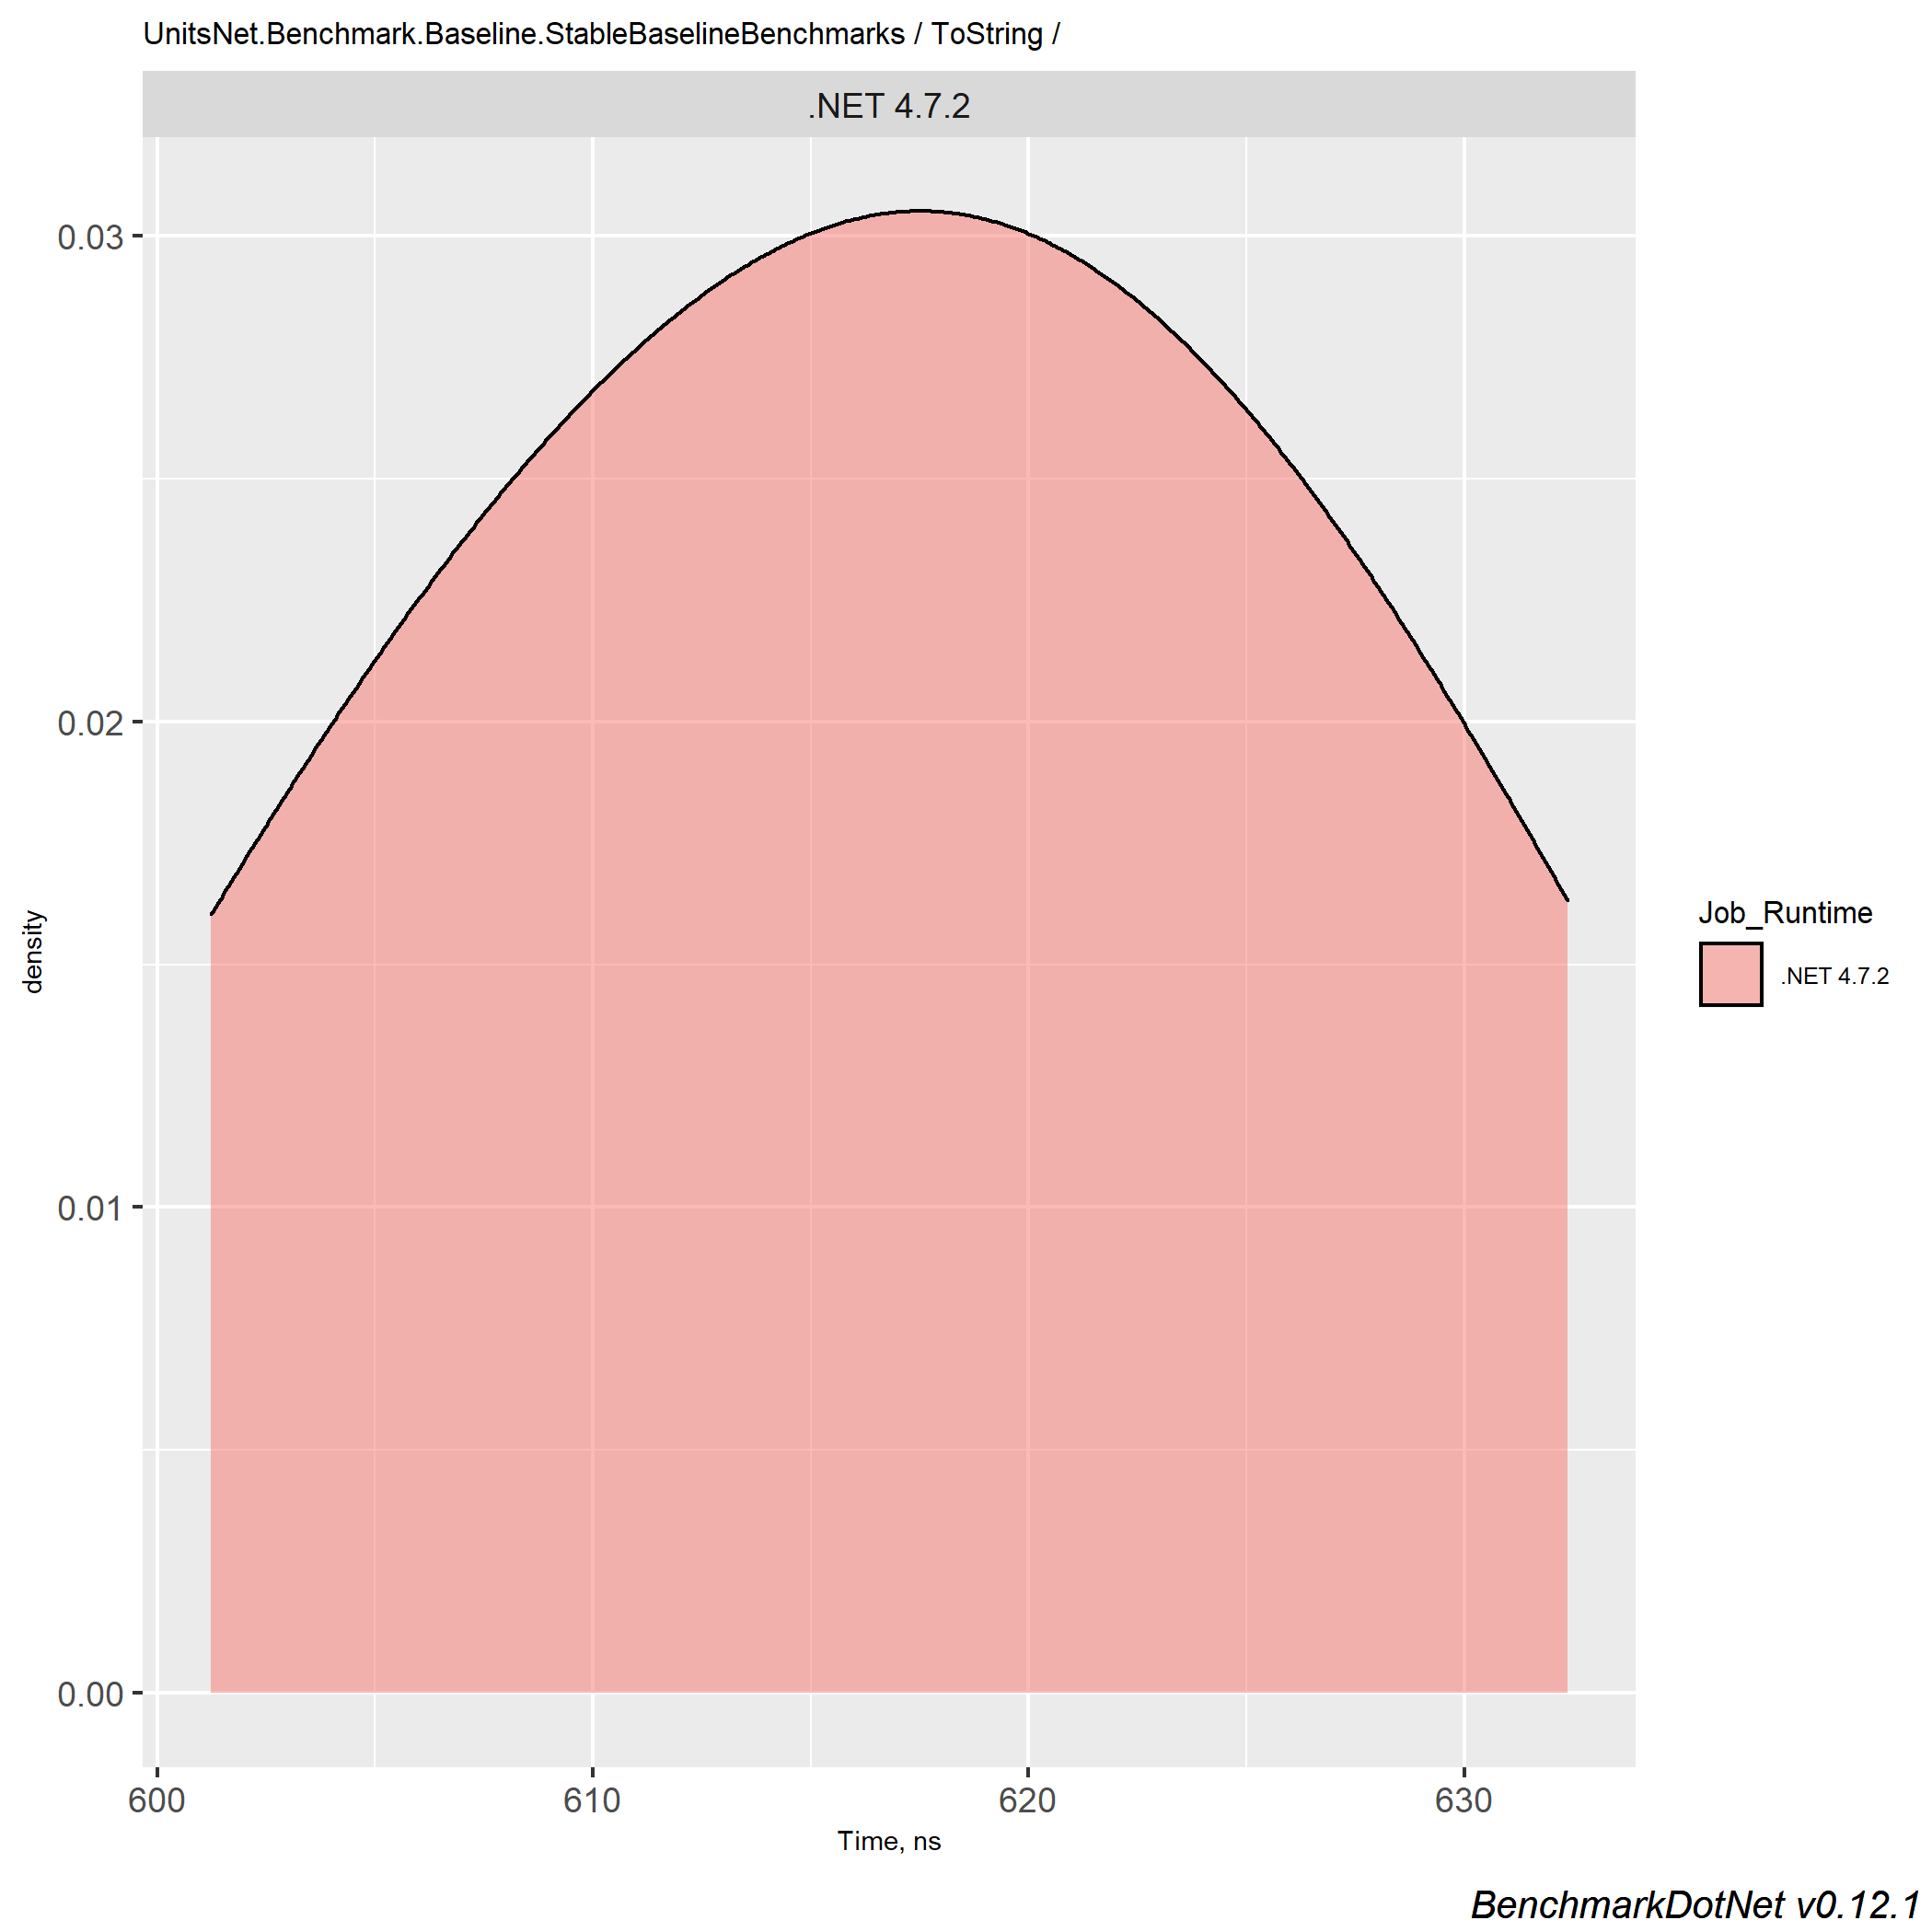 UnitsNet.Benchmark.Baseline.StableBaselineBenchmarks / ToString /
.NET 4.7.2
0.03
0.02
0.01
0.00
density
600
610
620
630
Time, ns
Job_Runtime
.NET 4.7.2
BenchmarkDotNet v0.12.1